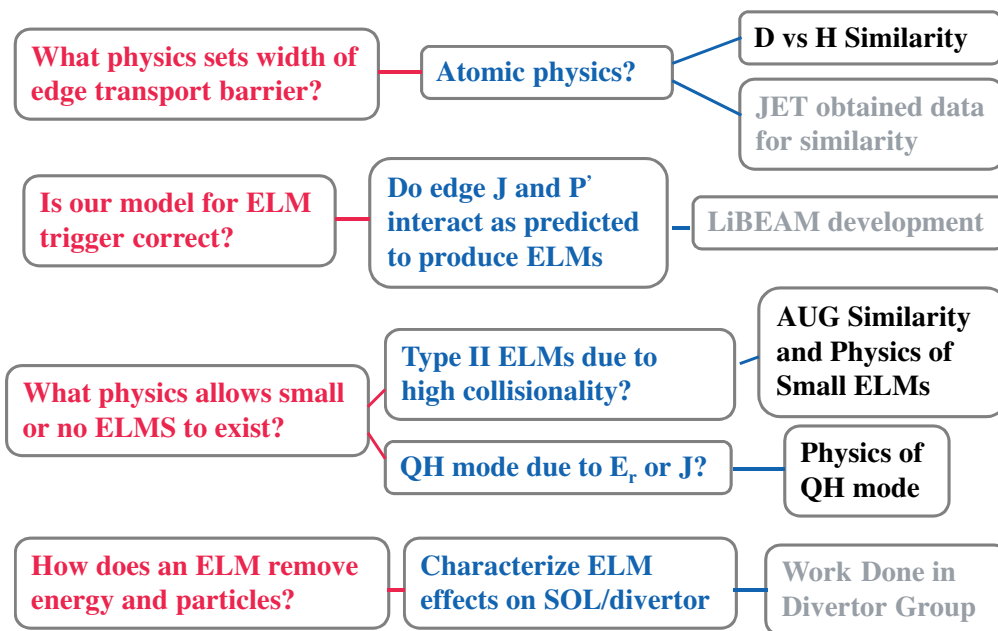 What physics sets width of
edge transport barrier?
Atomic physics?
D vs H Similarity
JET obtained data
for similarity
Is our model for ELM
trigger correct?
Do edge J and P’
interact as predicted
to produce ELMs
LiBEAM development
What physics allows small
or no ELMS to exist?
Type II ELMs due to
high collisionality?
AUG Similarity
and Physics of
Small ELMs
QH mode due to Er or J?
Physics of
QH mode
How does an ELM remove
energy and particles?
Characterize ELM
effects on SOL/divertor
Work Done in
Divertor Group